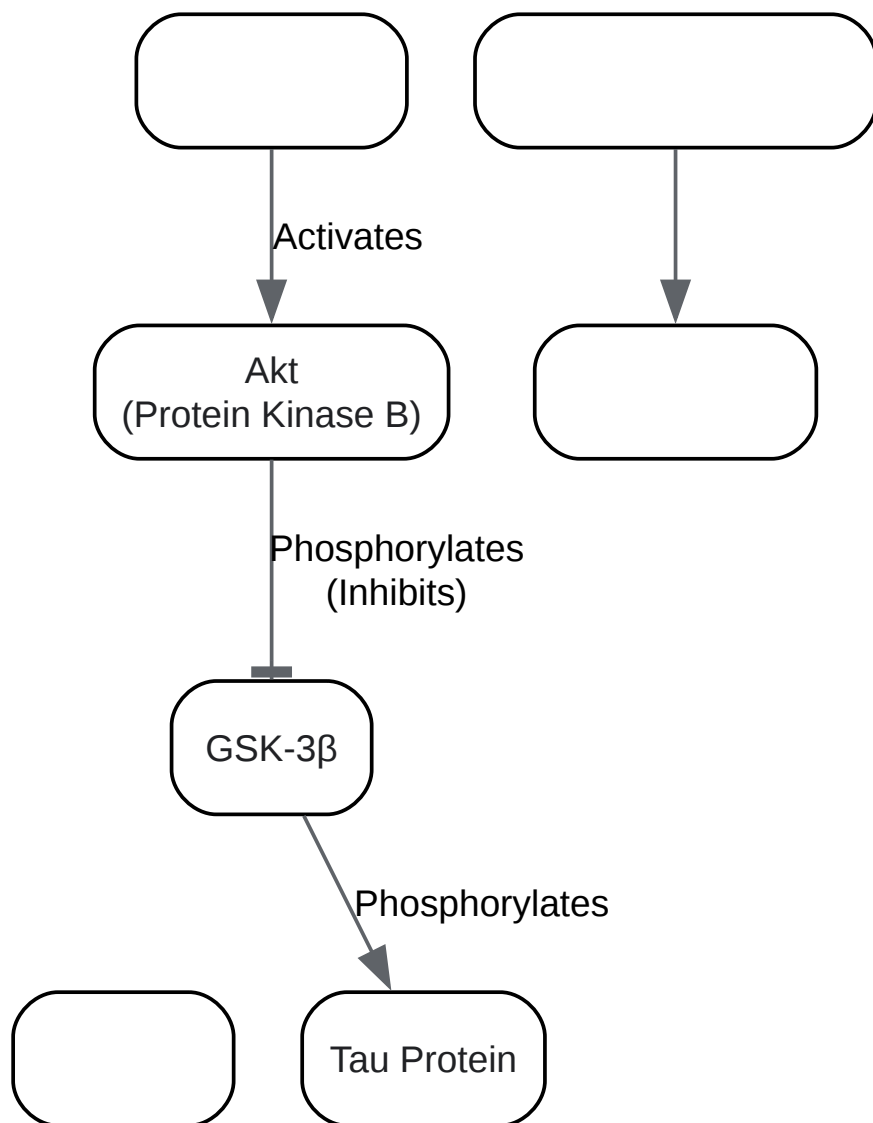 Activates
Akt
(Protein Kinase B)
Phosphorylates
(Inhibits)
GSK-3β
Phosphorylates
Tau Protein